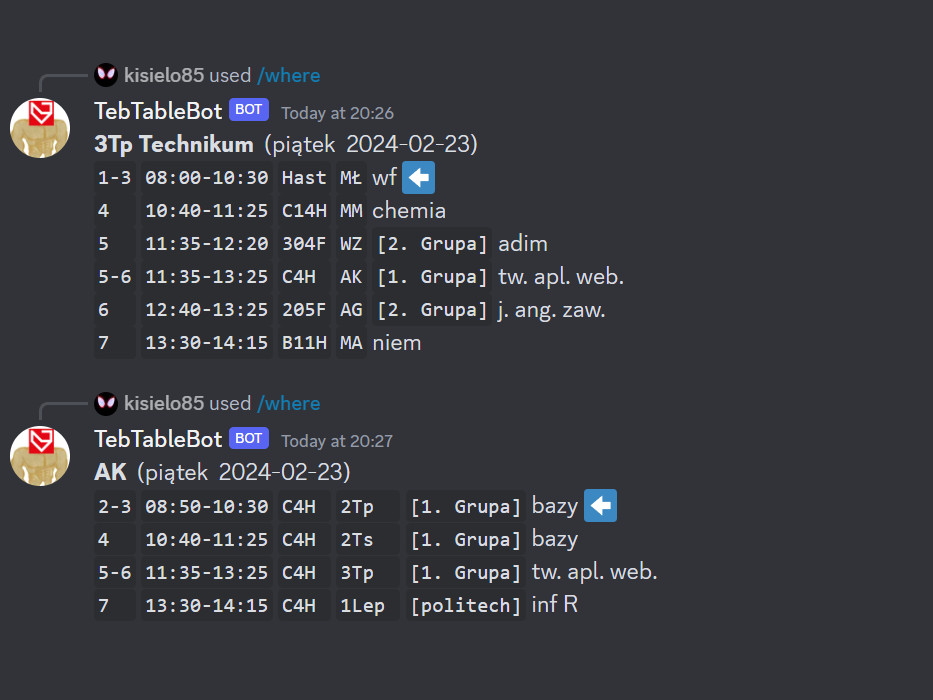 kisielo85 used /where
TebTableBot BOT Today at 20:26
3Tp Technikum (piątek 2024-02-23)
1-3 08:00-10:30 Hast MŁ wf
4 10:40-11:25 C14H MM chemia
5 11:35-12:20 304F WZ [2. Grupa] adim
5-6 11:35-13:25 C4H AK [1. Grupa] tw. apl. web.
6 12:40-13:25 205F AG [2. Grupa] j. ang. zaw.
7 13:30-14:15 B11H MA niem
kisielo85 used /where
TebTableBot BOT Today at 20:27
AK (piątek 2024-02-23)
2-3 08:50-10:30 C4H 2Tp [1. Grupa] bazy
4 10:40-11:25 C4H 2Ts [1. Grupa] bazy
5-6 11:35-13:25 C4H 3Tp [1. Grupa] tw. apl. web.
7 13:30-14:15 C4H 1Lep [politech] inf R